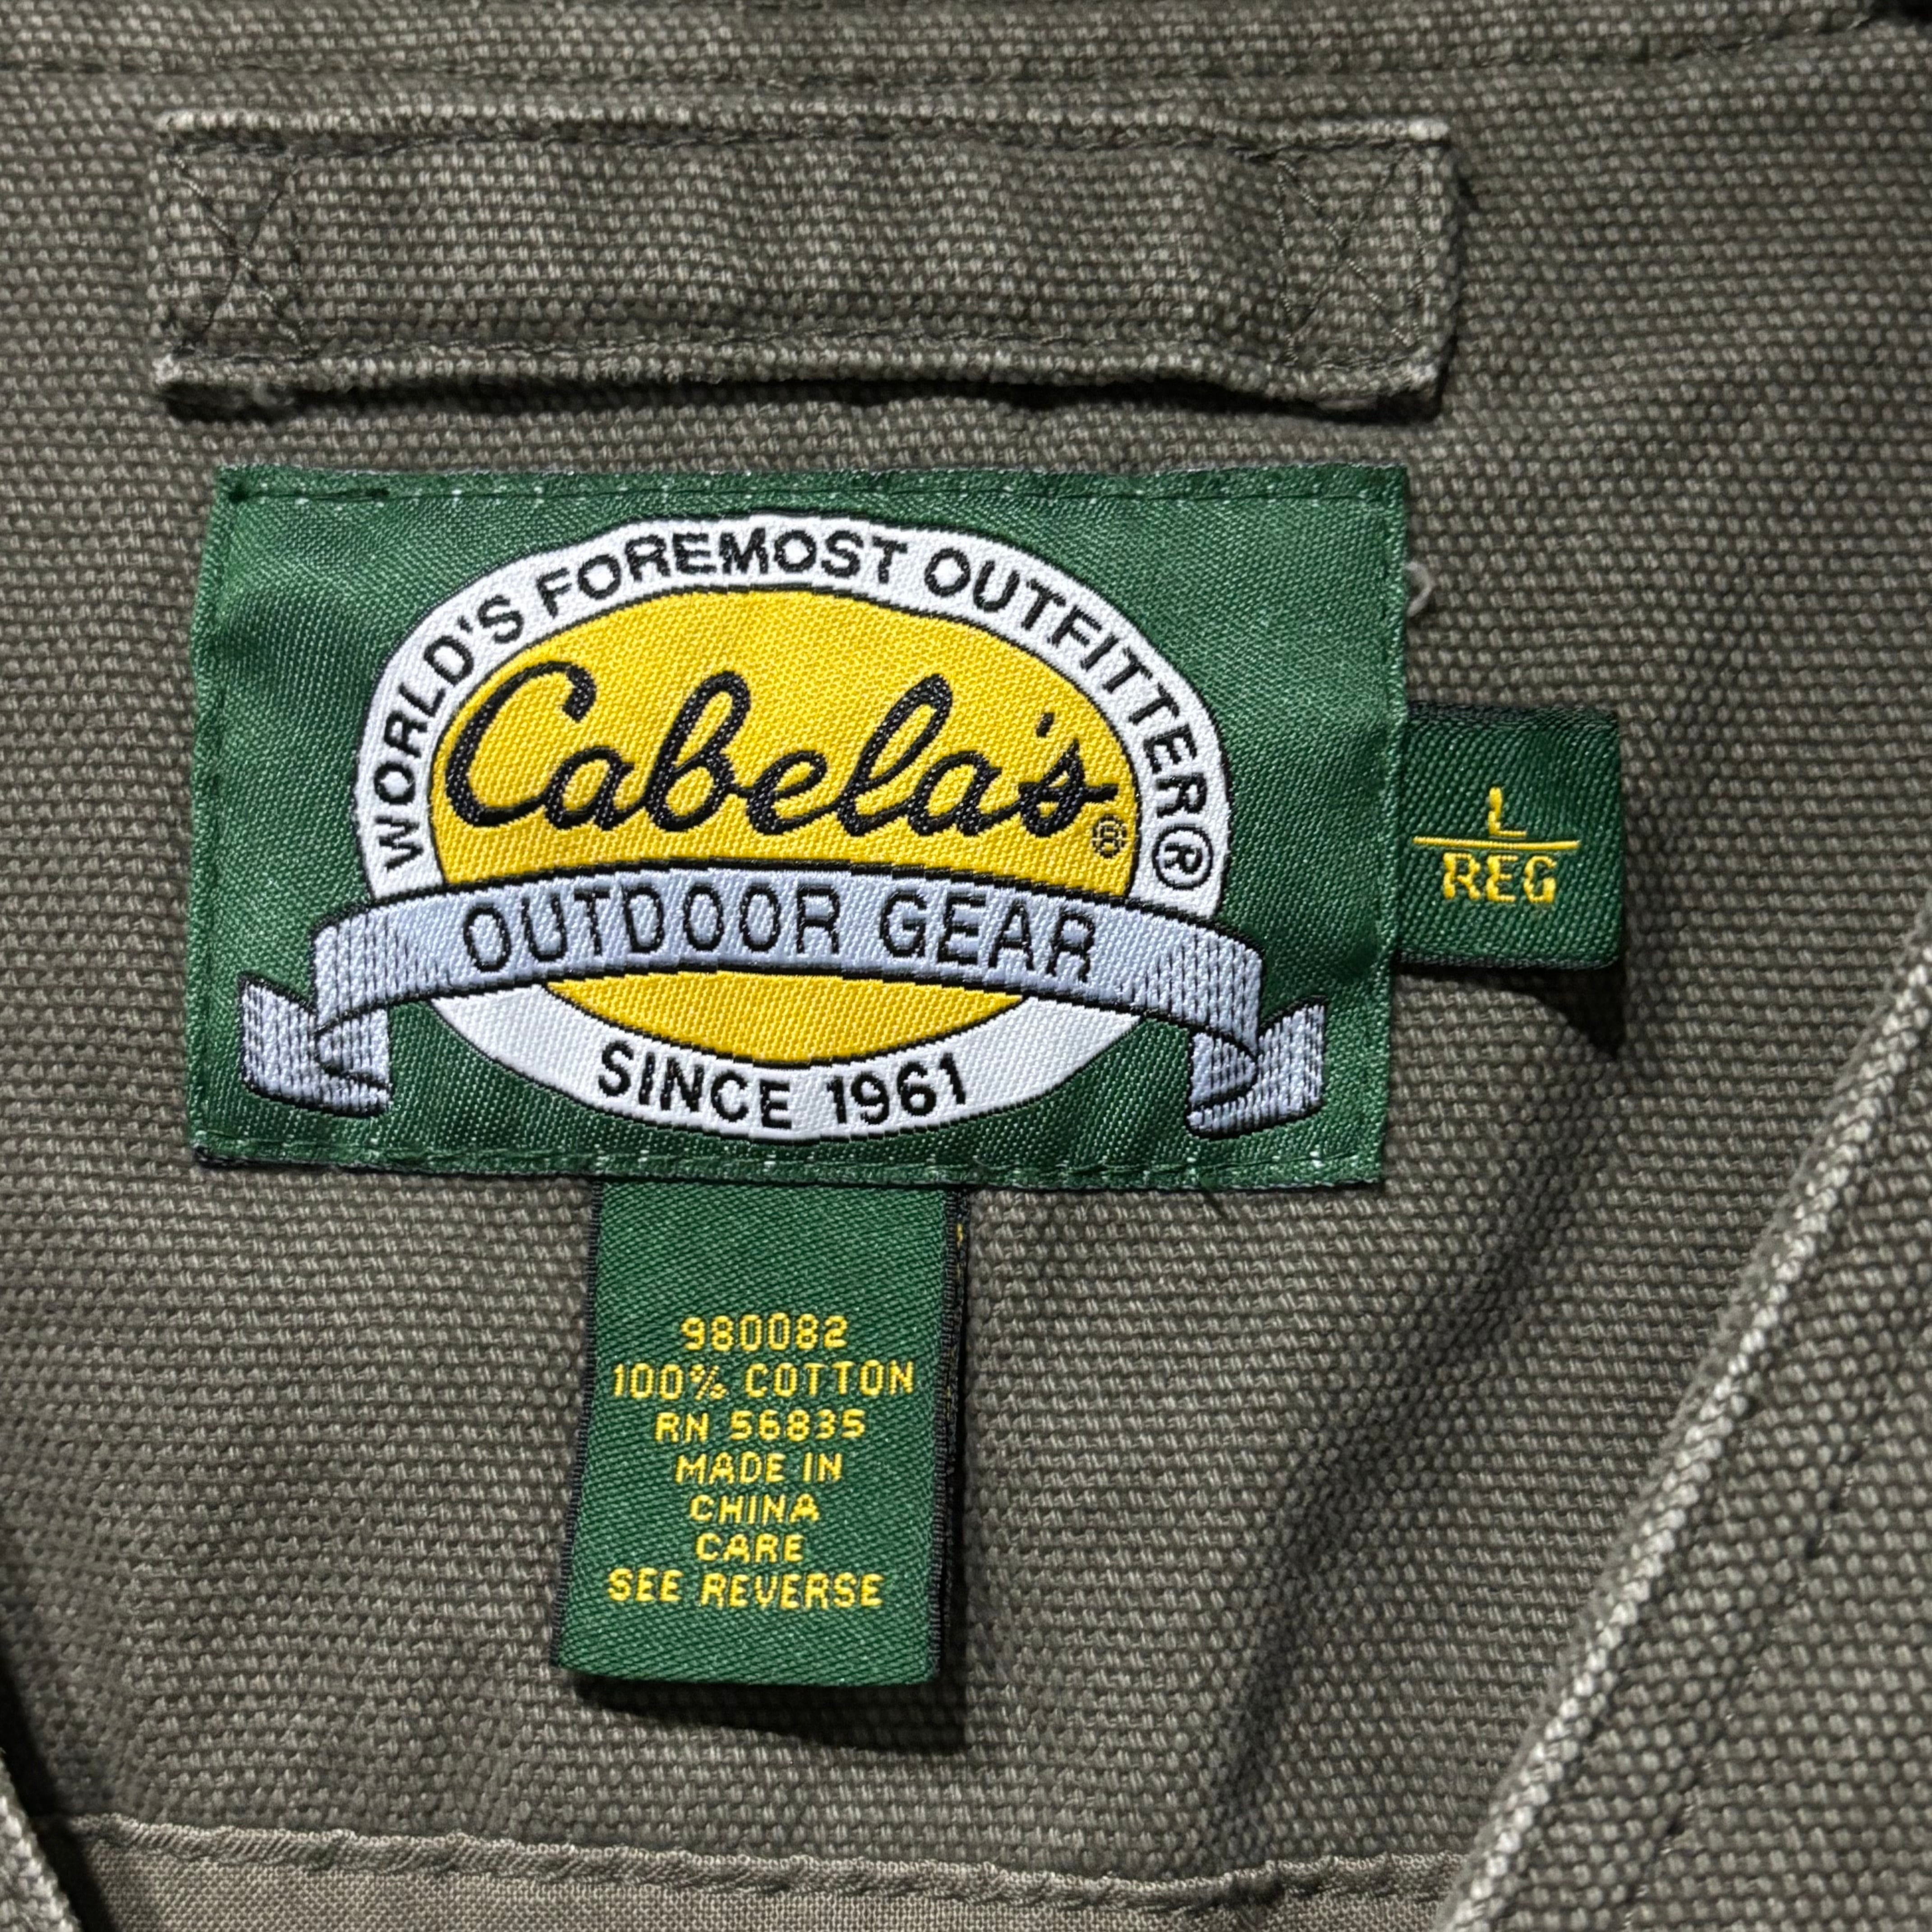 WORLD'S FOREMOST OUTFITTER®
Cabela's®
OUTDOOR GEAR
SINCE 1961
L
REG
980082
100% COTTON
RN 56835
MADE IN
CHINA
CARE
SEE REVERSE